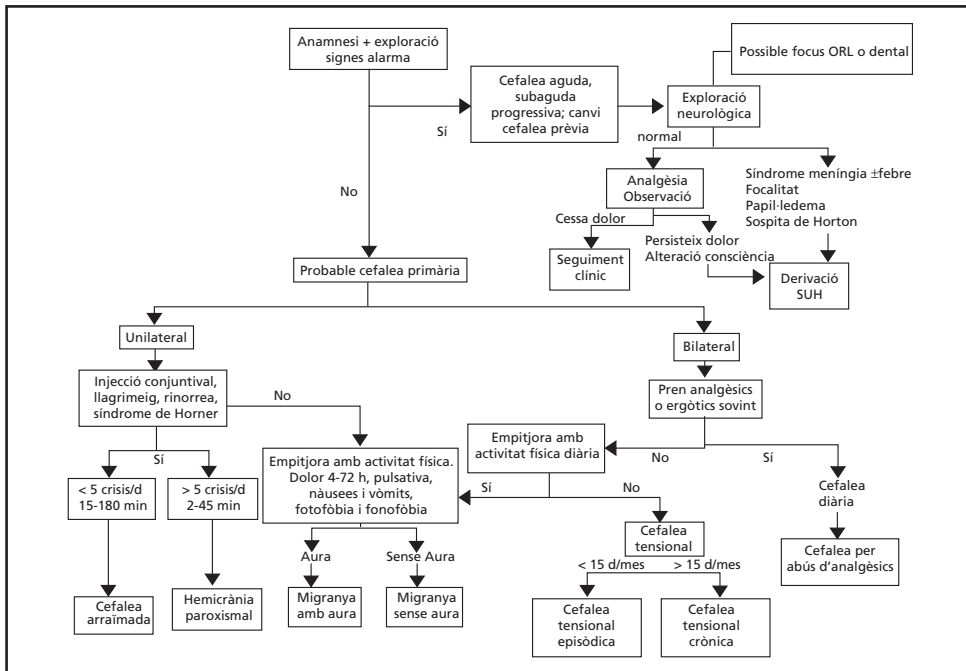 Anamnesi + exploració
signes alarma
Possible focus ORL o dental
Cefalea aguda,
subaguda
progressiva; canvi
cefalea prèvia
Exploració
neurològica
Sí
normal
No
Analgèsia
Observació
Síndrome meníngia ±febre
Focalitat
Papil·ledema
Sospita de Horton
Cessa dolor
Persisteix dolor
Alteració consciència
Seguiment
clínic
Derivació
SUH
Probable cefalea primària
Unilateral
Bilateral
Injecció conjuntival,
llagrimeig, rinorrea,
síndrome de Horner
No
Pren analgèsics
o ergòtics sovint
Empitjora amb
activitat física diària
No
Sí
Sí
< 5 crisis/d
15-180 min
> 5 crisis/d
2-45 min
Empitjora amb activitat física.
Dolor 4-72 h, pulsativa,
nàusees i vòmits,
fotofòbia i fonofòbia
Sí
No
Cefalea
diària
Cefalea
tensional
Aura
Sense Aura
< 15 d/mes
> 15 d/mes
Cefalea per
abús d'analgèsics
Cefalea
arraïmada
Hemicrània
paroxismal
Migranya
amb aura
Migranya
sense aura
Cefalea
tensional
episòdica
Cefalea
tensional
crònica